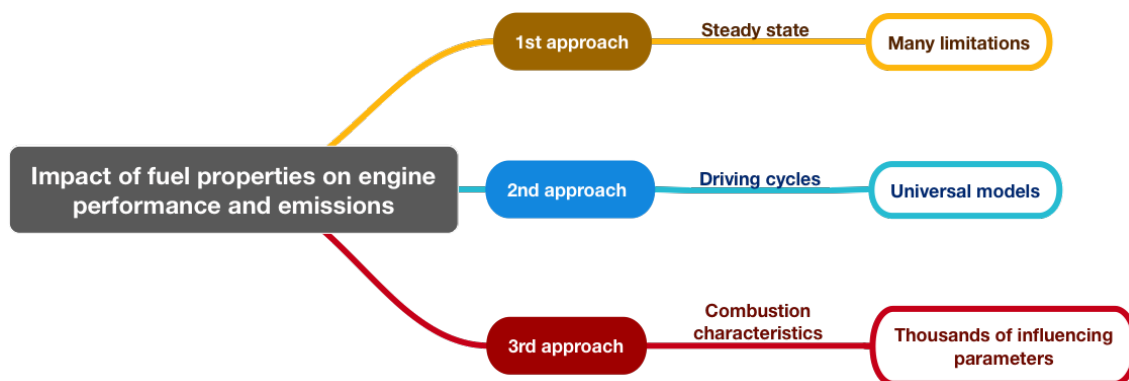 Impact of fuel properties on engine
performance and emissions
1st approach
Steady state
Many limitations
2nd approach
Driving cycles
Universal models
3rd approach
Combustion
characteristics
Thousands of influencing
parameters